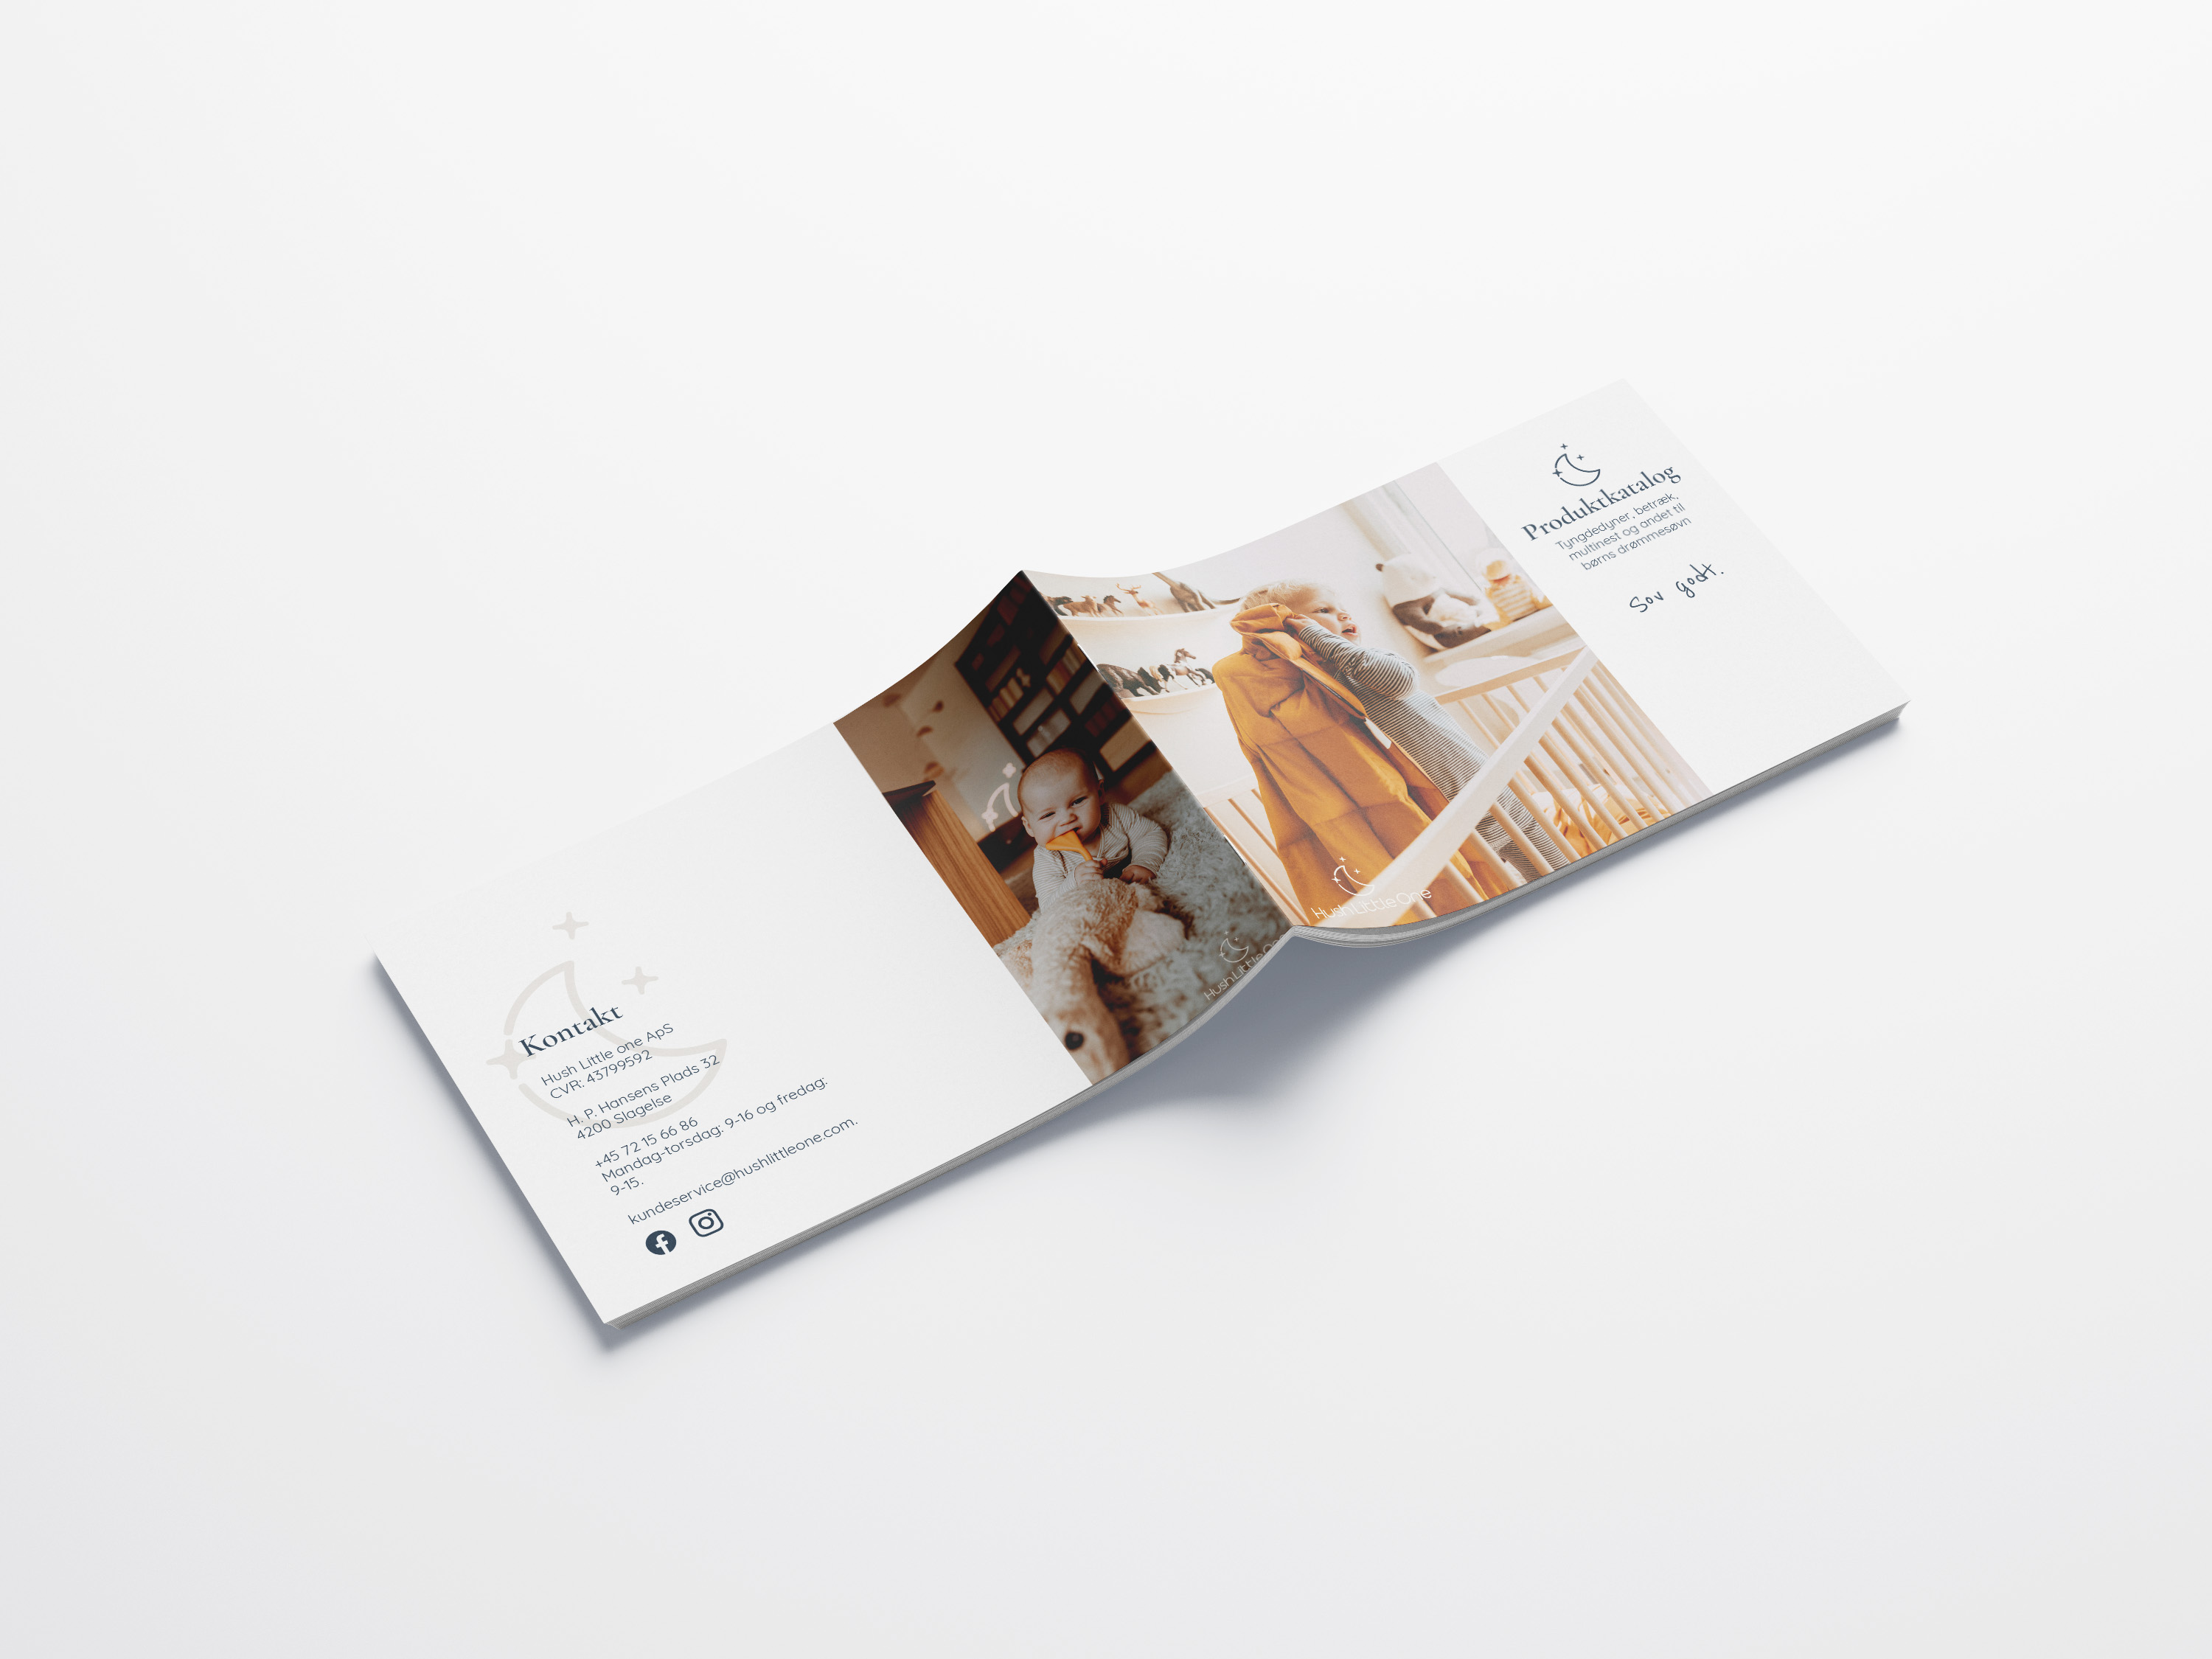 Kontakt
Hush Little one ApS
CVR: 43799592
H. P. Hansens Plads 32
4200 Slagelse
+45 72 15 66 86
Mandag-torsdag: 9-16 og fredag:
9-15.
kundeservice@hushlittleone.com.
Hush Little On
Hush Little One
Produktkatalog
Tyngdedyner, betræk,
multinest og andet til
børns drømmesøvn
Sov godt.